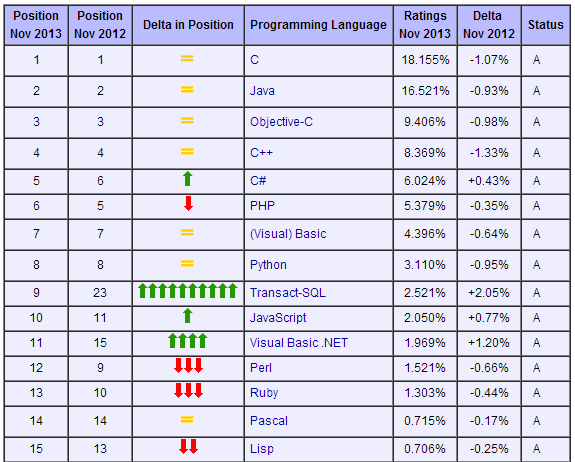 Position Nov 2013 Position Nov 2012 Delta in Position Programming Language Ratings Nov 2013 Delta Nov 2012 Status
1 1 C 18.155% -1.07% A
2 2 Java 16.521% -0.93% A
3 3 Objective-C 9.406% -0.98% A
4 4 C++ 8.369% -1.33% A
5 6 C# 6.024% +0.43% A
6 5 PHP 5.379% -0.35% A
7 7 (Visual) Basic 4.396% -0.64% A
8 8 Python 3.110% -0.95% A
9 23 Transact-SQL 2.521% +2.05% A
10 11 JavaScript 2.050% +0.77% A
11 15 Visual Basic .NET 1.969% +1.20% A
12 9 Perl 1.521% -0.66% A
13 10 Ruby 1.303% -0.44% A
14 14 Pascal 0.715% -0.17% A
15 13 Lisp 0.706% -0.25% A